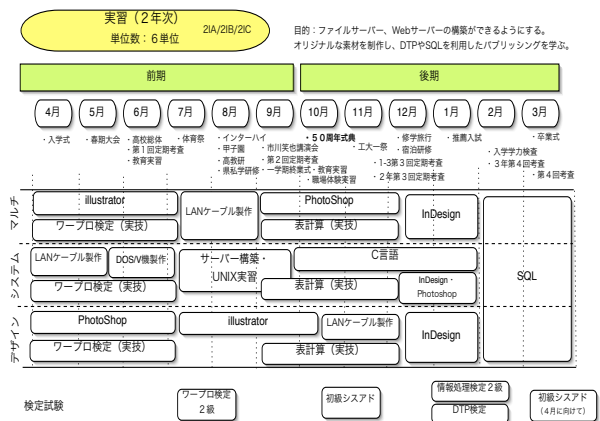 実習（２年次）
単位数：６単位
2IA/2IB/2IC
目的：ファイルサーバー、Webサーバーの構築ができるようにする。
オリジナルな素材を制作し、DTPやSQLを利用したパブリッシングを学ぶ。
前期
後期
4月
5月
6月
7月
8月
9月
10月
11月
12月
1月
2月
3月
・入学式
・春期大会
・高校総体
・第１回定期考査
・教育実習
・体育祭
・インターハイ
・甲子園
・高教研
・県私学研修
・市川笑也講演会
・第２回定期考査
・一学期終業式
・５０周年式典
・教育実習
・職場体験実習
・工大一祭
・修学旅行
・宿泊研修
・1-3第３回定期考査
・２年第３回定期考査
・推薦入試
・入学学力検査
・３年第４回考査
・卒業式
・第４回考査
マルチ
illustrator
ワープロ検定（実技）
LANケーブル製作
PhotoShop
表計算（実技）
InDesign
SQL
システム
LANケーブル製作
DOS/V機製作
ワープロ検定（実技）
サーバー構築・
UNIX実習
C言語
表計算（実技）
InDesign・
Photoshop
デザイン
PhotoShop
ワープロ検定（実技）
illustrator
LANケーブル製作
表計算（実技）
InDesign
検定試験
ワープロ検定
２級
初級シスアド
情報処理検定２級
DTP検定
初級シスアド
（４月に向けて）